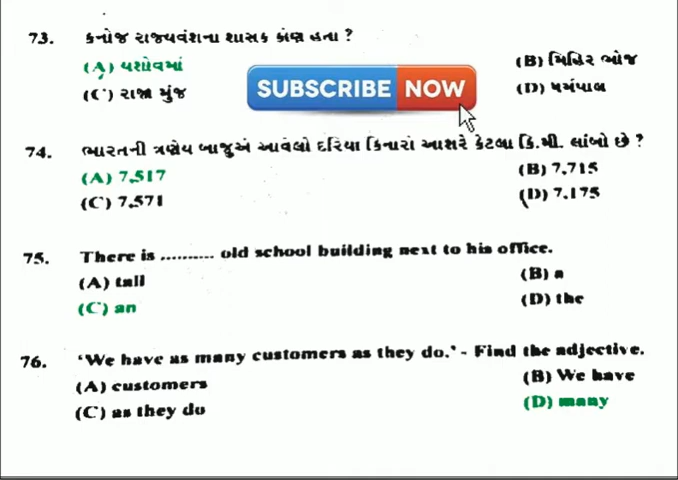 73. કનોજ રાજ્યવંશના શાસક કોણ હતા ?
(A) યશોવર્મા (B) મિહિર ભોજ
(C) રાજા મુંજ (D) ધર્મપાલ
SUBSCRIBE NOW
74. ભારતની ત્રણેય બાજુએ આવેલો દરિયા કિનારો આશરે કેટલા કિ.મી. લાંબો છે ?
(A) 7,517 (B) 7,715
(C) 7,571 (D) 7,175
75. There is .......... old school building next to his office.
(A) tall (B) a
(C) an (D) the
76. 'We have as many customers as they do.' - Find the adjective.
(A) customers (B) We have
(C) as they do (D) many